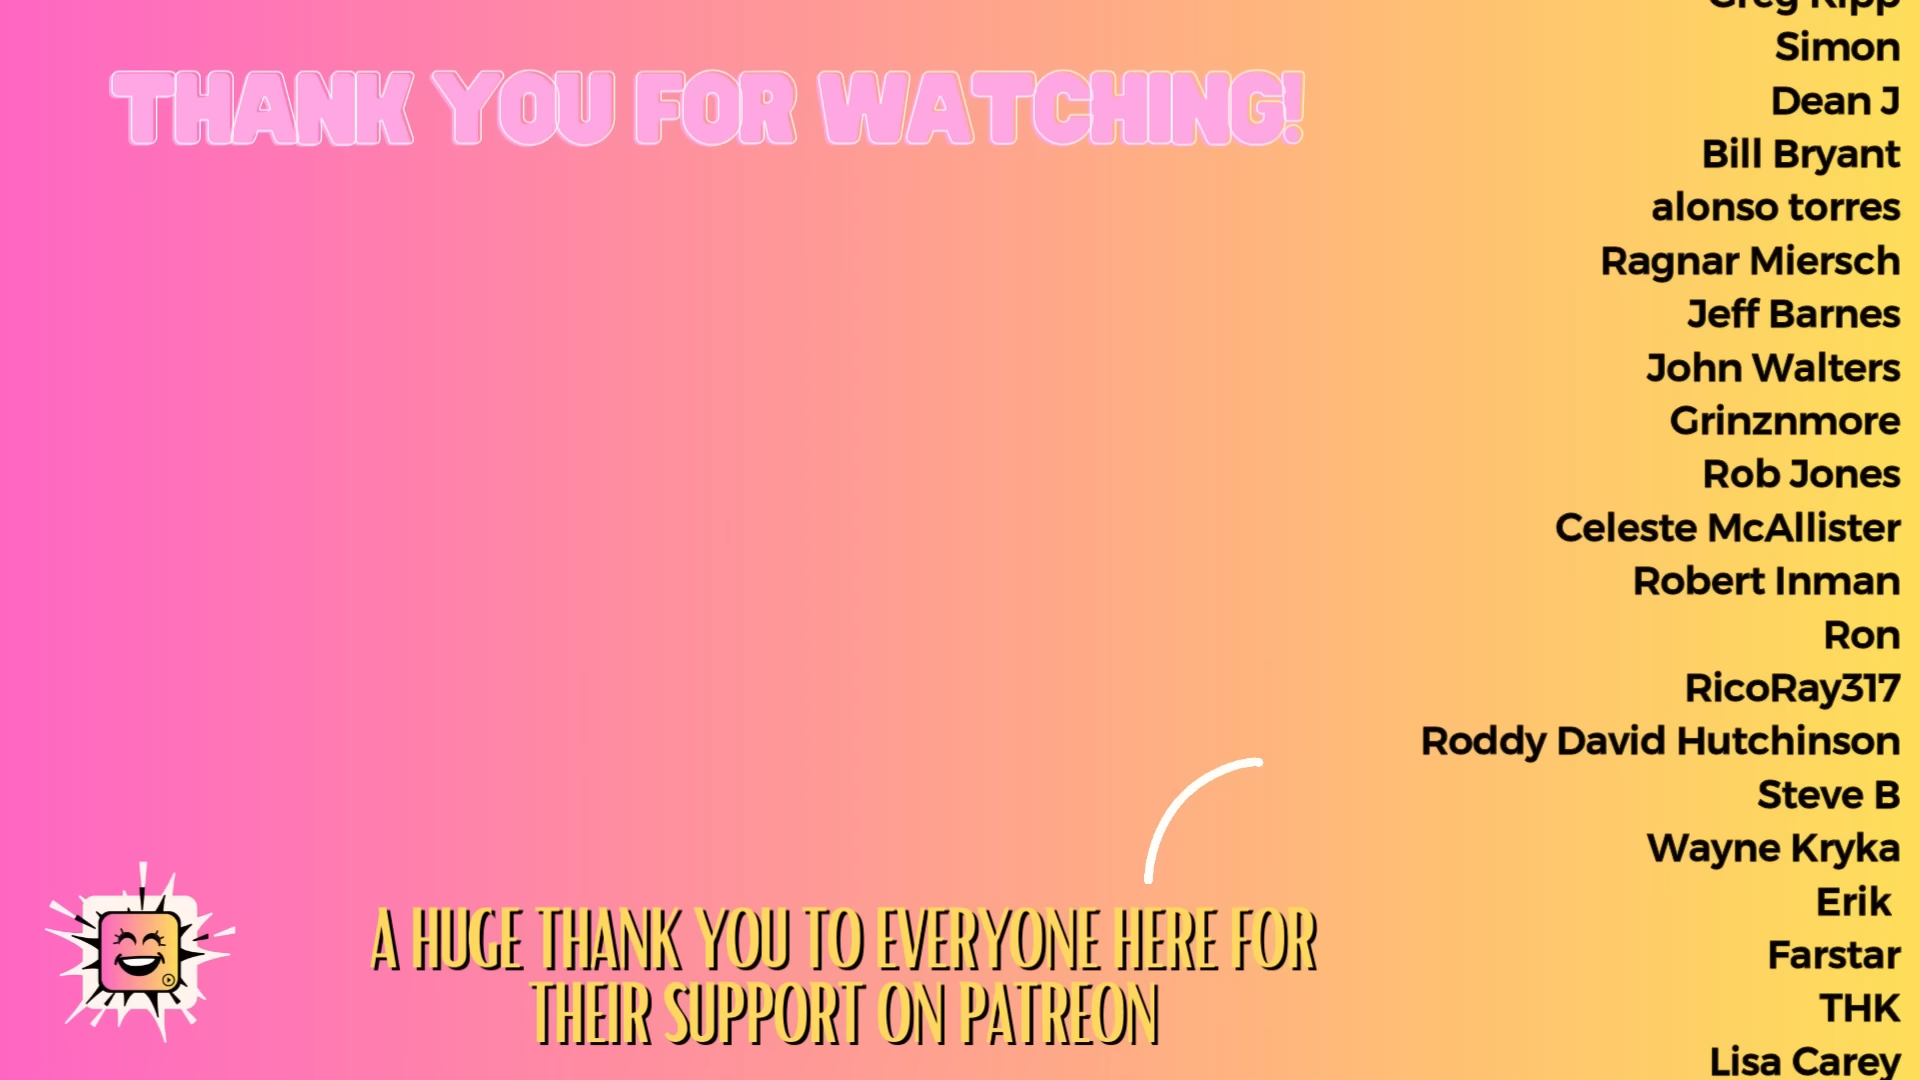 THANK YOU FOR WATCHING!
Greg Ripp
Simon
Dean J
Bill Bryant
alonso torres
Ragnar Miersch
Jeff Barnes
John Walters
Grinznmore
Rob Jones
Celeste McAllister
Robert Inman
Ron
RicoRay317
Roddy David Hutchinson
Steve B
Wayne Kryka
Erik
Farstar
THK
Lisa Carey
A HUGE THANK YOU TO EVERYONE HERE FOR
THEIR SUPPORT ON PATREON